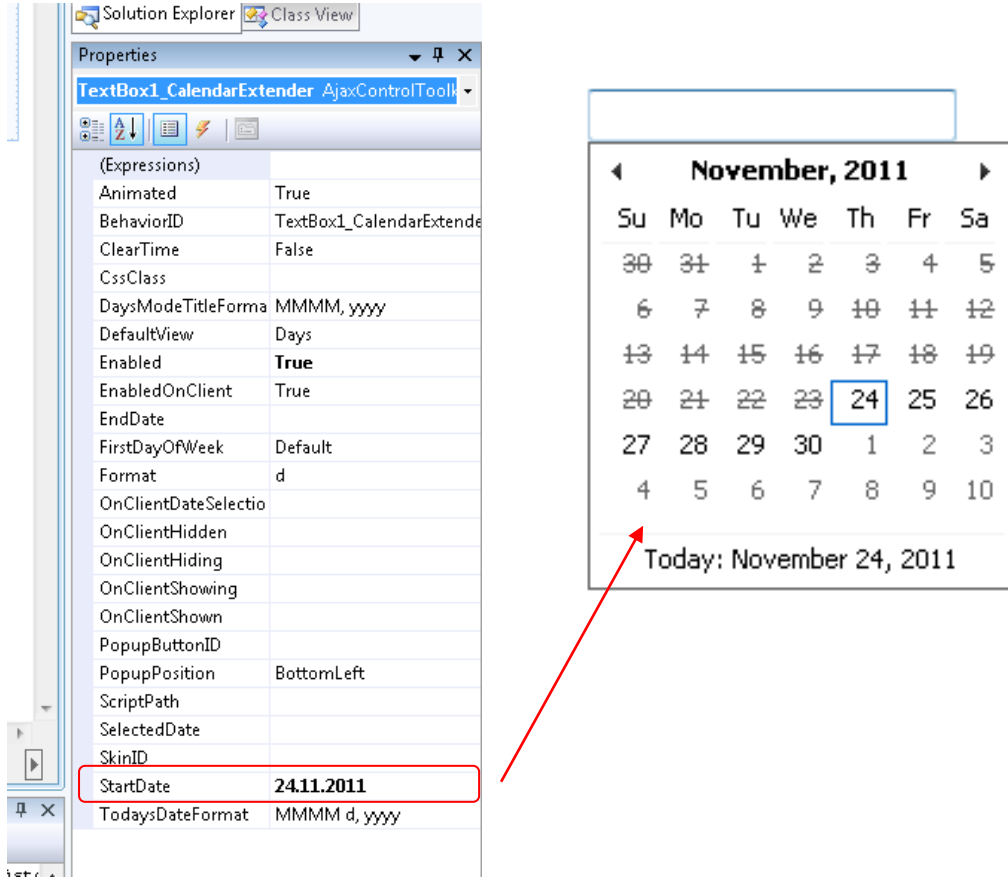 Solution Explorer Class View
Properties
TextBox1_CalendarExtender AjaxControlToolk
(Expressions)
Animated True
BehaviorID TextBox1_CalendarExtende
ClearTime False
CssClass
DaysModeTitleForma MMMM, yyyy
DefaultView Days
Enabled True
EnabledOnClient True
EndDate
FirstDayOfWeek Default
Format d
OnClientDateSelectio
OnClientHidden
OnClientHiding
OnClientShowing
OnClientShown
PopupButtonID
PopupPosition BottomLeft
ScriptPath
SelectedDate
SkinID
StartDate 24.11.2011
TodaysDateFormat MMMM d, yyyy
November, 2011
Su Mo Tu We Th Fr Sa
30 31 1 2 3 4 5
6 7 8 9 10 11 12
13 14 15 16 17 18 19
20 21 22 23 24 25 26
27 28 29 30 1 2 3
4 5 6 7 8 9 10
Today: November 24, 2011